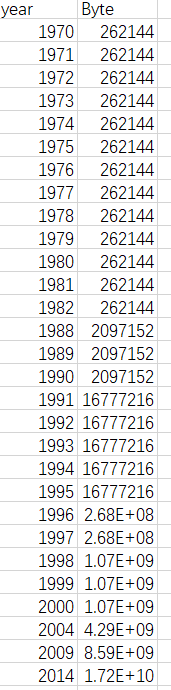 year Byte
1970 262144
1971 262144
1972 262144
1973 262144
1974 262144
1975 262144
1976 262144
1977 262144
1978 262144
1979 262144
1980 262144
1981 262144
1982 262144
1988 2097152
1989 2097152
1990 2097152
1991 16777216
1992 16777216
1993 16777216
1994 16777216
1995 16777216
1996 2.68E+08
1997 2.68E+08
1998 1.07E+09
1999 1.07E+09
2000 1.07E+09
2004 4.29E+09
2009 8.59E+09
2014 1.72E+10